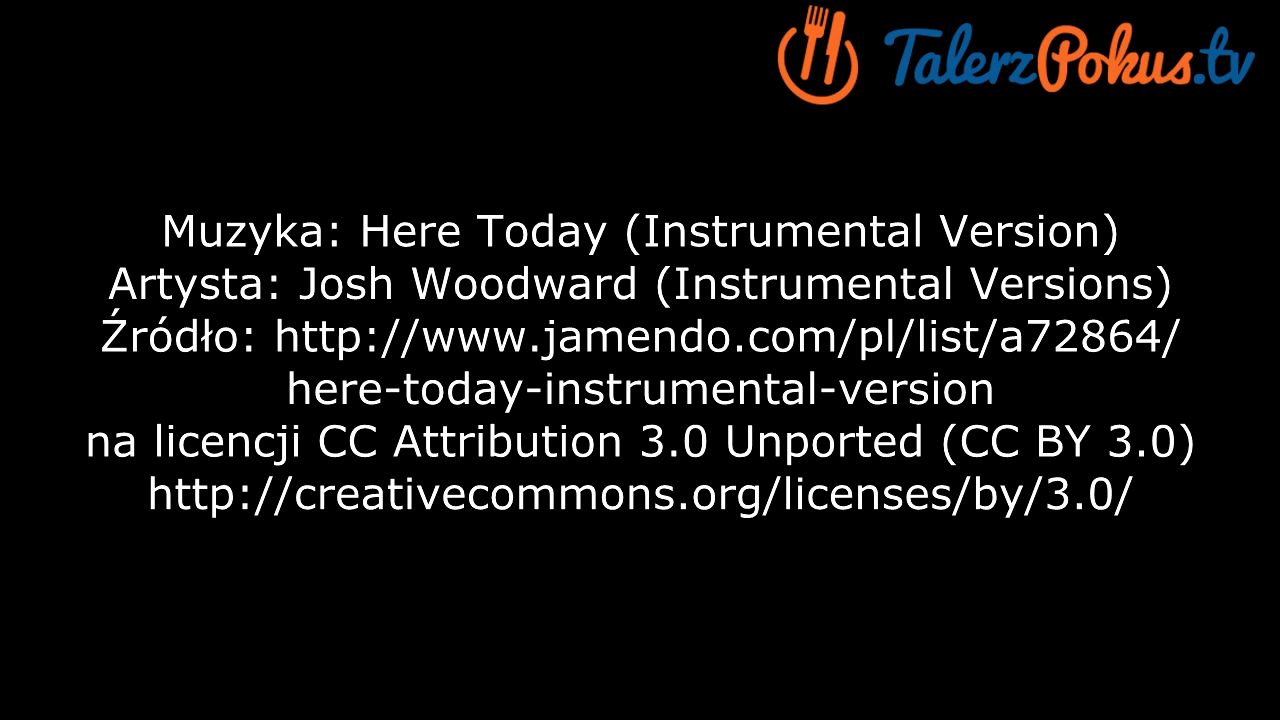 TalerzPokus.tv
Muzyka: Here Today (Instrumental Version)
Artysta: Josh Woodward (Instrumental Versions)
Źródło: http://www.jamendo.com/pl/list/a72864/
here-today-instrumental-version
na licencji CC Attribution 3.0 Unported (CC BY 3.0)
http://creativecommons.org/licenses/by/3.0/